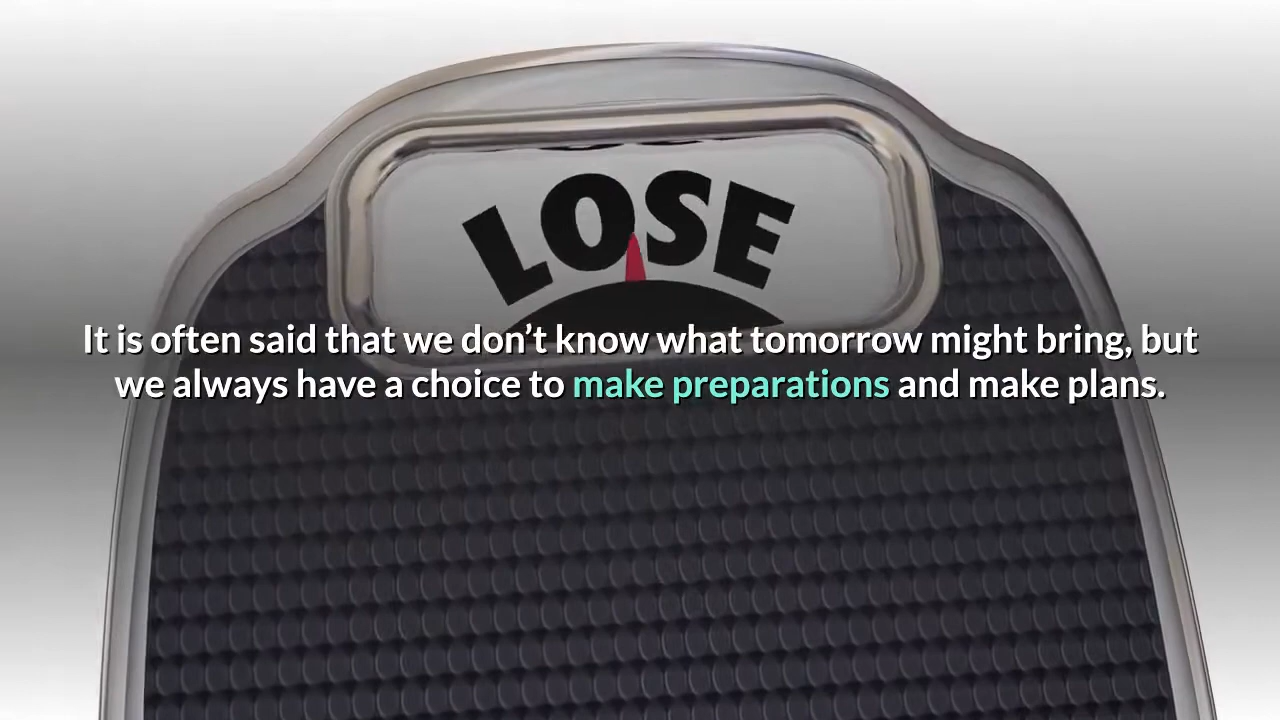 LOSE
It is often said that we don’t know what tomorrow might bring, but
we always have a choice to make preparations and make plans.